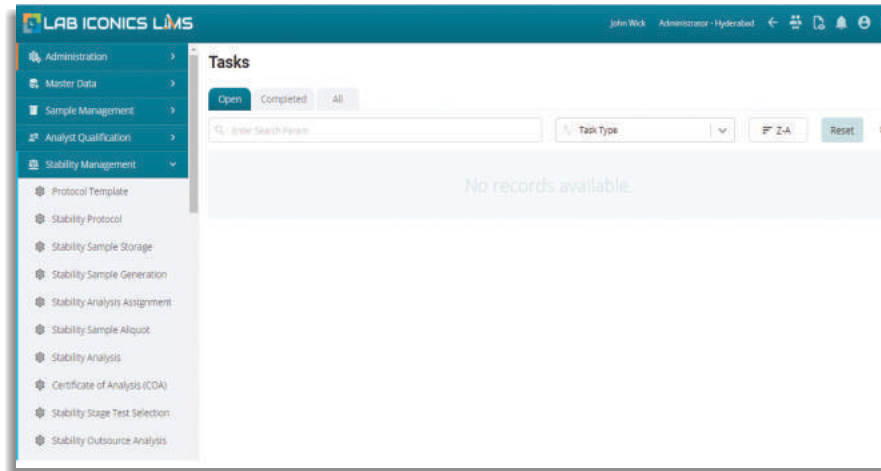 LAB ICONICS LIMS
John Wick Administrator - Hyderabad
Administration
Master Data
Sample Management
Analyst Qualification
Stability Management
Protocol Template
Stability Protocol
Stability Sample Storage
Stability Sample Generation
Stability Analysis Assignment
Stability Sample Aliquot
Stability Analysis
Certificate of Analysis (COA)
Stability Stage Test Selection
Stability Outsource Analysis
Tasks
Open Completed All
Enter Search Param
Task Type
Z-A
Reset
No records available.